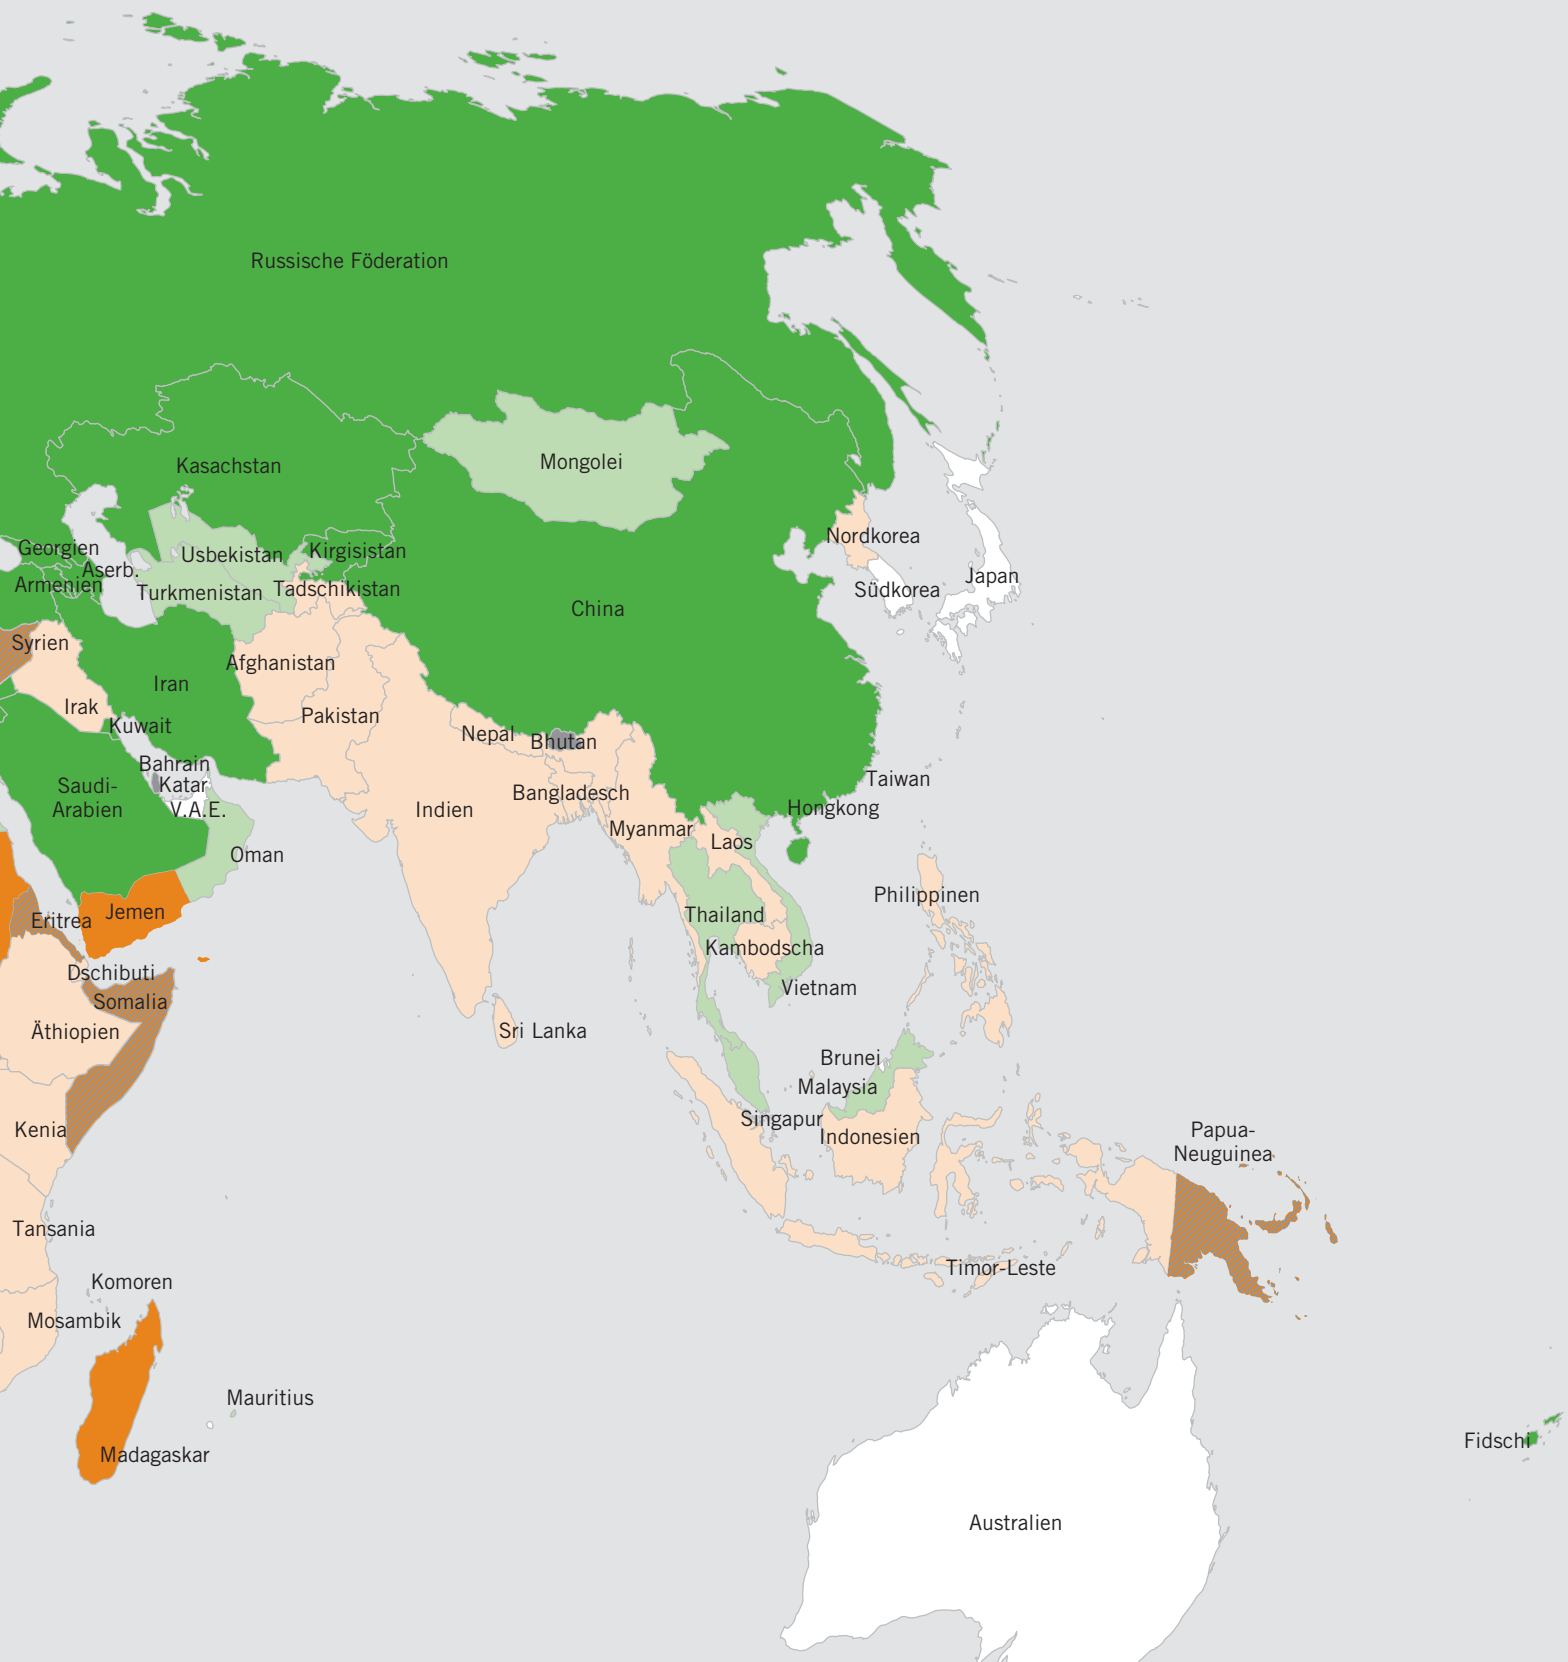 Russische Föderation
Mongolei
Kasachstan
Nordkorea
Georgien
Usbekistan
Kirgisistan
Aserb.
Armenien
Turkmenistan
Tadschikistan
Südkorea
Japan
China
Syrien
Afghanistan
Iran
Irak
Pakistan
Kuwait
Nepal
Bhutan
Bahrain
Katar
Saudi-
Arabien
V.A.E.
Indien
Bangladesch
Taiwan
Hongkong
Myanmar
Laos
Oman
Philippinen
Eritrea
Jemen
Thailand
Kambodscha
Dschibuti
Vietnam
Somalia
Äthiopien
Sri Lanka
Brunei
Malaysia
Singapur
Kenia
Indonesien
Papua-
Neuguinea
Tansania
Timor-Leste
Komoren
Mosambik
Mauritius
Madagaskar
Fidschi
Australien